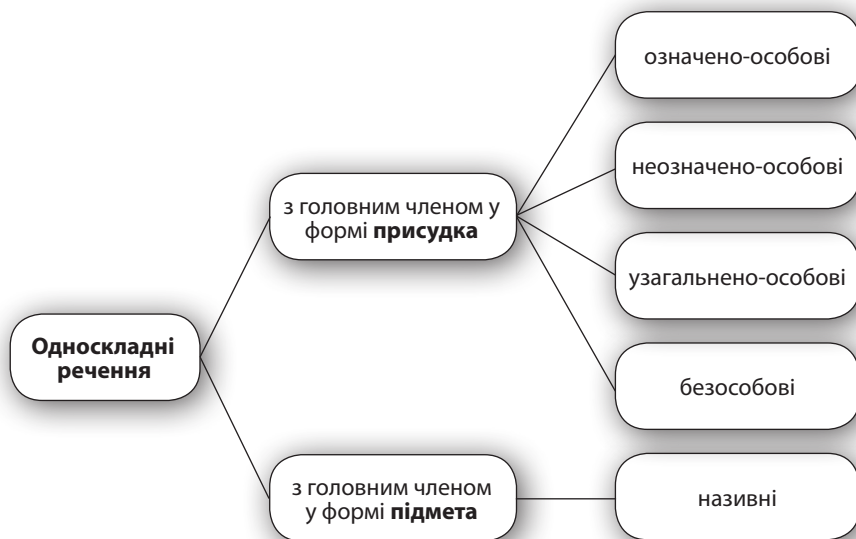 Односкладні
речення
з головним членом у
формі присудка
означено-особові
неозначено-особові
узагальнено-особові
безособові
з головним членом
у формі підмета
називні